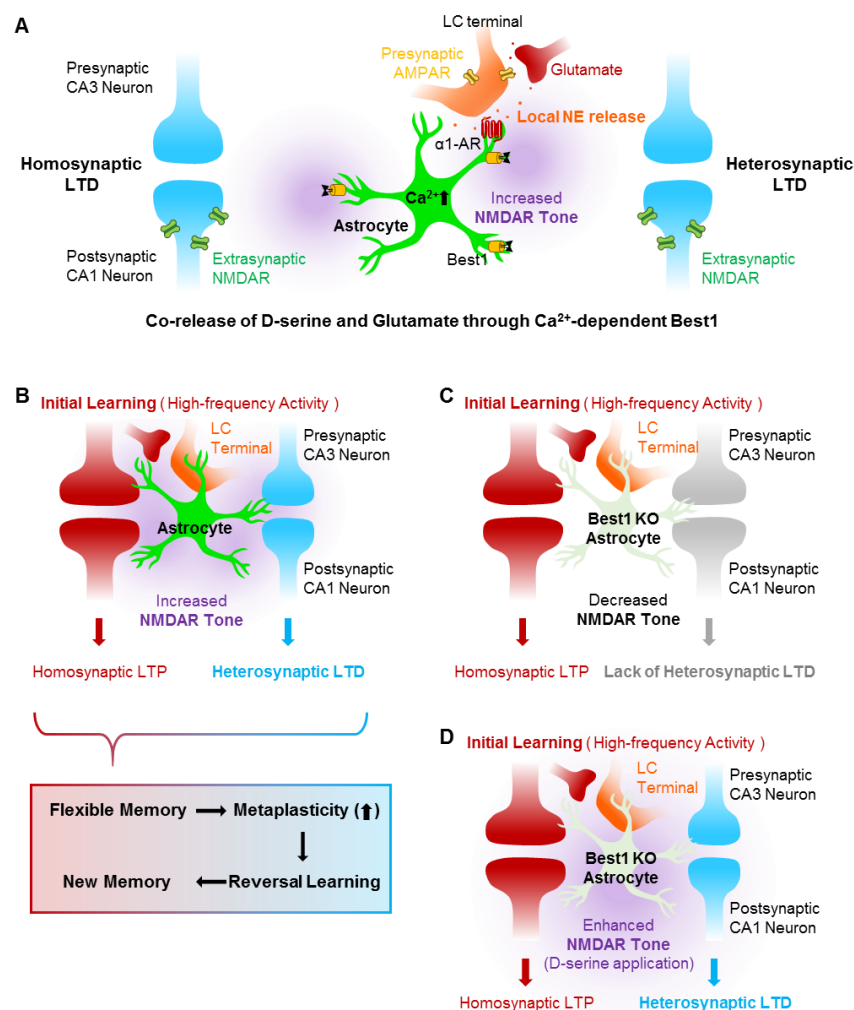 A
LC terminal
Presynaptic
AMPAR
Glutamate
Presynaptic
CA3 Neuron
Local NE release
α1-AR
Homosynaptic
LTD
Heterosynaptic
LTD
Ca²⁺
Increased
NMDAR Tone
Astrocyte
Postsynaptic
CA1 Neuron
Extrasynaptic
NMDAR
Best1
Extrasynaptic
NMDAR
Co-release of D-serine and Glutamate through Ca²⁺-dependent Best1
B
Initial Learning ( High-frequency Activity )
LC
Terminal
Presynaptic
CA3 Neuron
Astrocyte
Postsynaptic
CA1 Neuron
Increased
NMDAR Tone
Homosynaptic LTP
Heterosynaptic LTD
Flexible Memory
Metaplasticity ( )
New Memory
Reversal Learning
C
Initial Learning ( High-frequency Activity )
LC
Terminal
Presynaptic
CA3 Neuron
Best1 KO
Astrocyte
Postsynaptic
CA1 Neuron
Decreased
NMDAR Tone
Homosynaptic LTP
Lack of Heterosynaptic LTD
D
Initial Learning ( High-frequency Activity )
LC
Terminal
Presynaptic
CA3 Neuron
Best1 KO
Astrocyte
Postsynaptic
CA1 Neuron
Enhanced
NMDAR Tone
(D-serine application)
Homosynaptic LTP
Heterosynaptic LTD